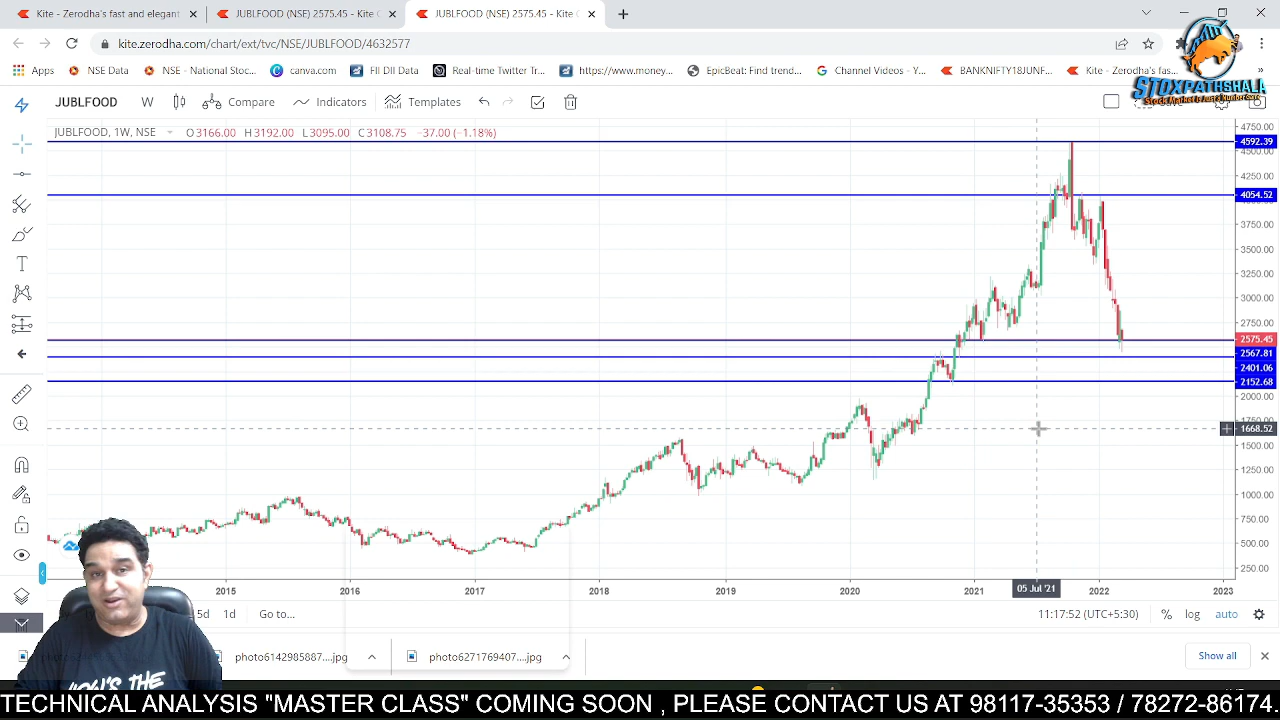 Kite - Zerodha's fast and elegant
JUBLFOOD (NSE) 2575.45 - Kite C
JUBLFOOD (NSE) 2575.45 - Kite C
kite.zerodha.com/chart/ext/tvc/NSE/JUBLFOOD/4632577
Apps NSE Data NSE - National Stoc... canva.com FII DII Data Real-time Twitter Tr... https://www.money... EpicBeat: Find trend... Channel Videos - Y... BANKNIFTY18JUNF... Kite - Zerodha's fas...
STOXPATHSHALA
JUBLFOOD W Compare Indicators Templates
JUBLFOOD, 1W, NSE O3166.00 H3192.00 L3095.00 C3108.75 −37.00 (−1.18%)
4750.00
4592.39
4500.00
4250.00
4054.52
4000.00
3750.00
3500.00
3250.00
3000.00
2750.00
2575.45
2567.81
2401.06
2152.68
2000.00
1750.00
1668.52
1500.00
1250.00
1000.00
750.00
500.00
250.00
2015 2016 2017 2018 2019 2020 2021 05 Jul '21 2022 2023
5d 1d Go to... 11:17:52 (UTC+5:30) % log auto
photo6142985887....jpg photo6271769407....jpg Show all
TECHNICAL ANALYSIS "MASTER CLASS" COMING SOON , PLEASE CONTACT US AT 98117-35353 / 78272-86174.